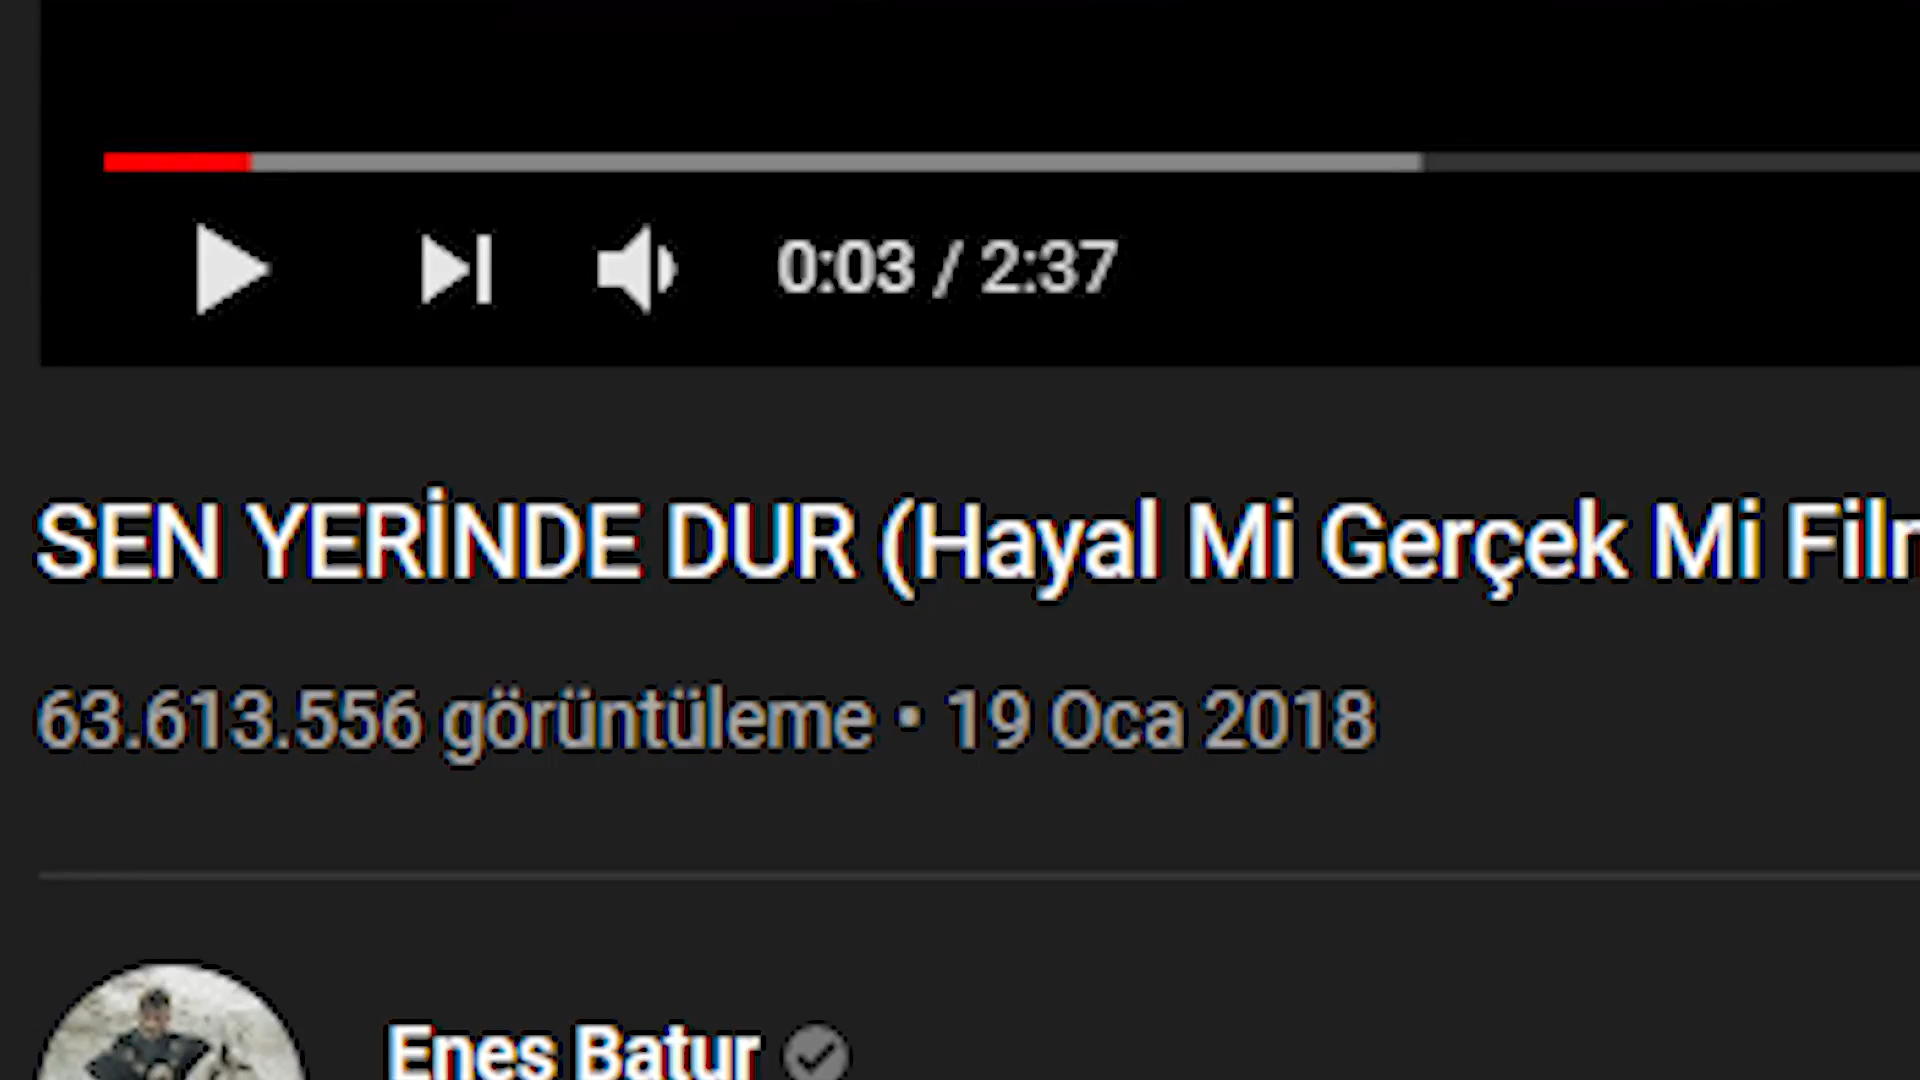 0:03 / 2:37
SEN YERİNDE DUR (Hayal Mi Gerçek Mi Film
63.613.556 görüntüleme • 19 Oca 2018
Enes Batur